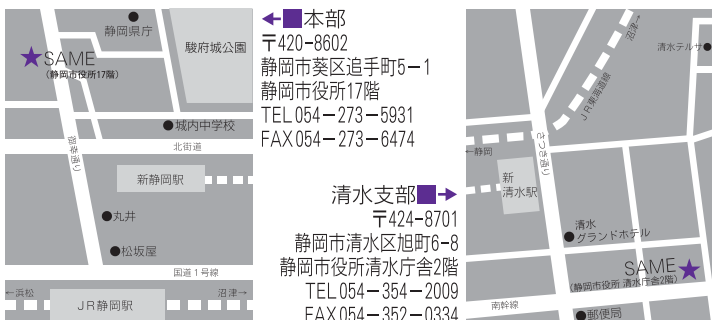 静岡県庁
駿府城公園
SAME
(静岡市役所17階)
城内中学校
御幸通り
北街道
新静岡駅
丸井
松坂屋
国道1号線
←浜松
沼津→
JR静岡駅
本部
〒420-8602
静岡市葵区追手町5−1
静岡市役所17階
TEL054−273−5931
FAX054−273−6474
清水支部
〒424-8701
静岡市清水区旭町6-8
静岡市役所清水庁舎2階
TEL054−354−2009
FAX054−352−0334
沼津→
清水テルサ
JR東海道線
さつき通り
←静岡
新
清水駅
清水
グランドホテル
SAME
(静岡市役所 清水庁舎2階)
南幹線
郵便局